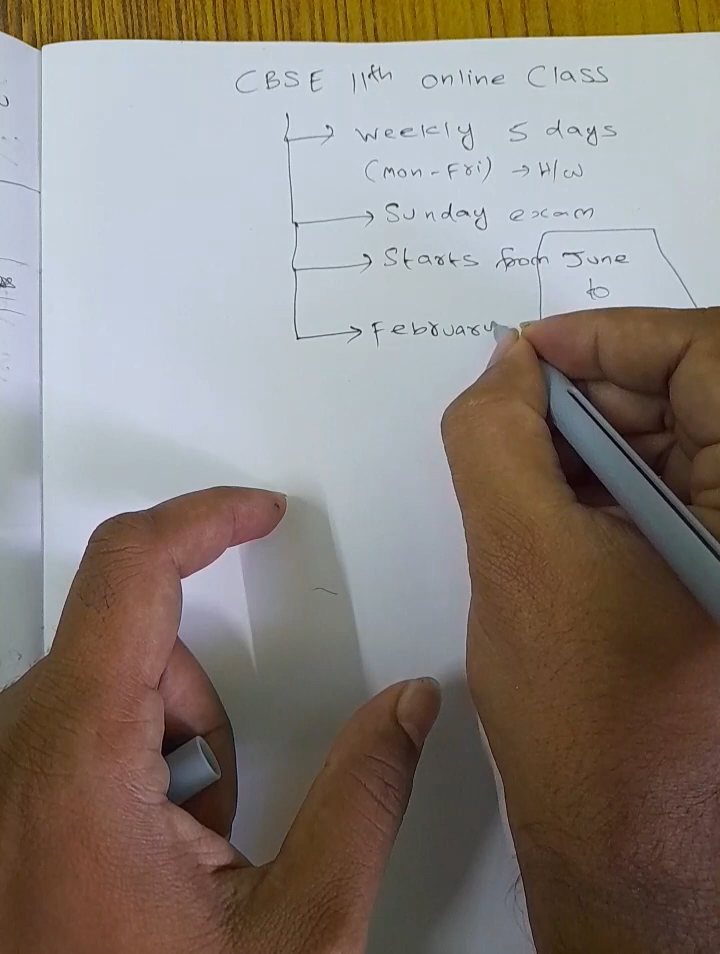 CBSE 11th online Class
→ Weekly 5 days
(Mon-Fri) → H/W
→ Sunday exam
→ Starts from June
to
→ February